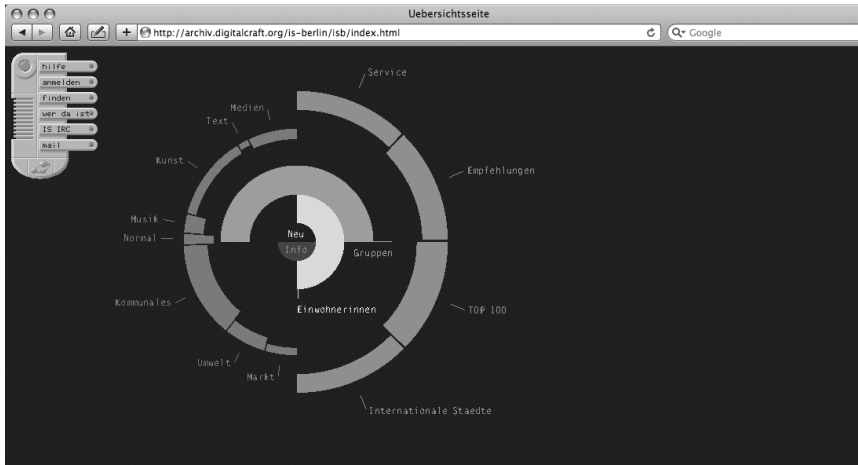 Uebersichtsseite
http://archiv.digitalcraft.org/is-berlin/isb/index.html
Google
hilfe
anmelden
finden
wer da ist
IS IRC
mail
Service
Medien
Text
Kunst
Empfehlungen
Musik
Normal
Neu
Info
Gruppen
Kommunales
Einwohnerinnen
TOP 100
Umwelt
Markt
Internationale Staedte